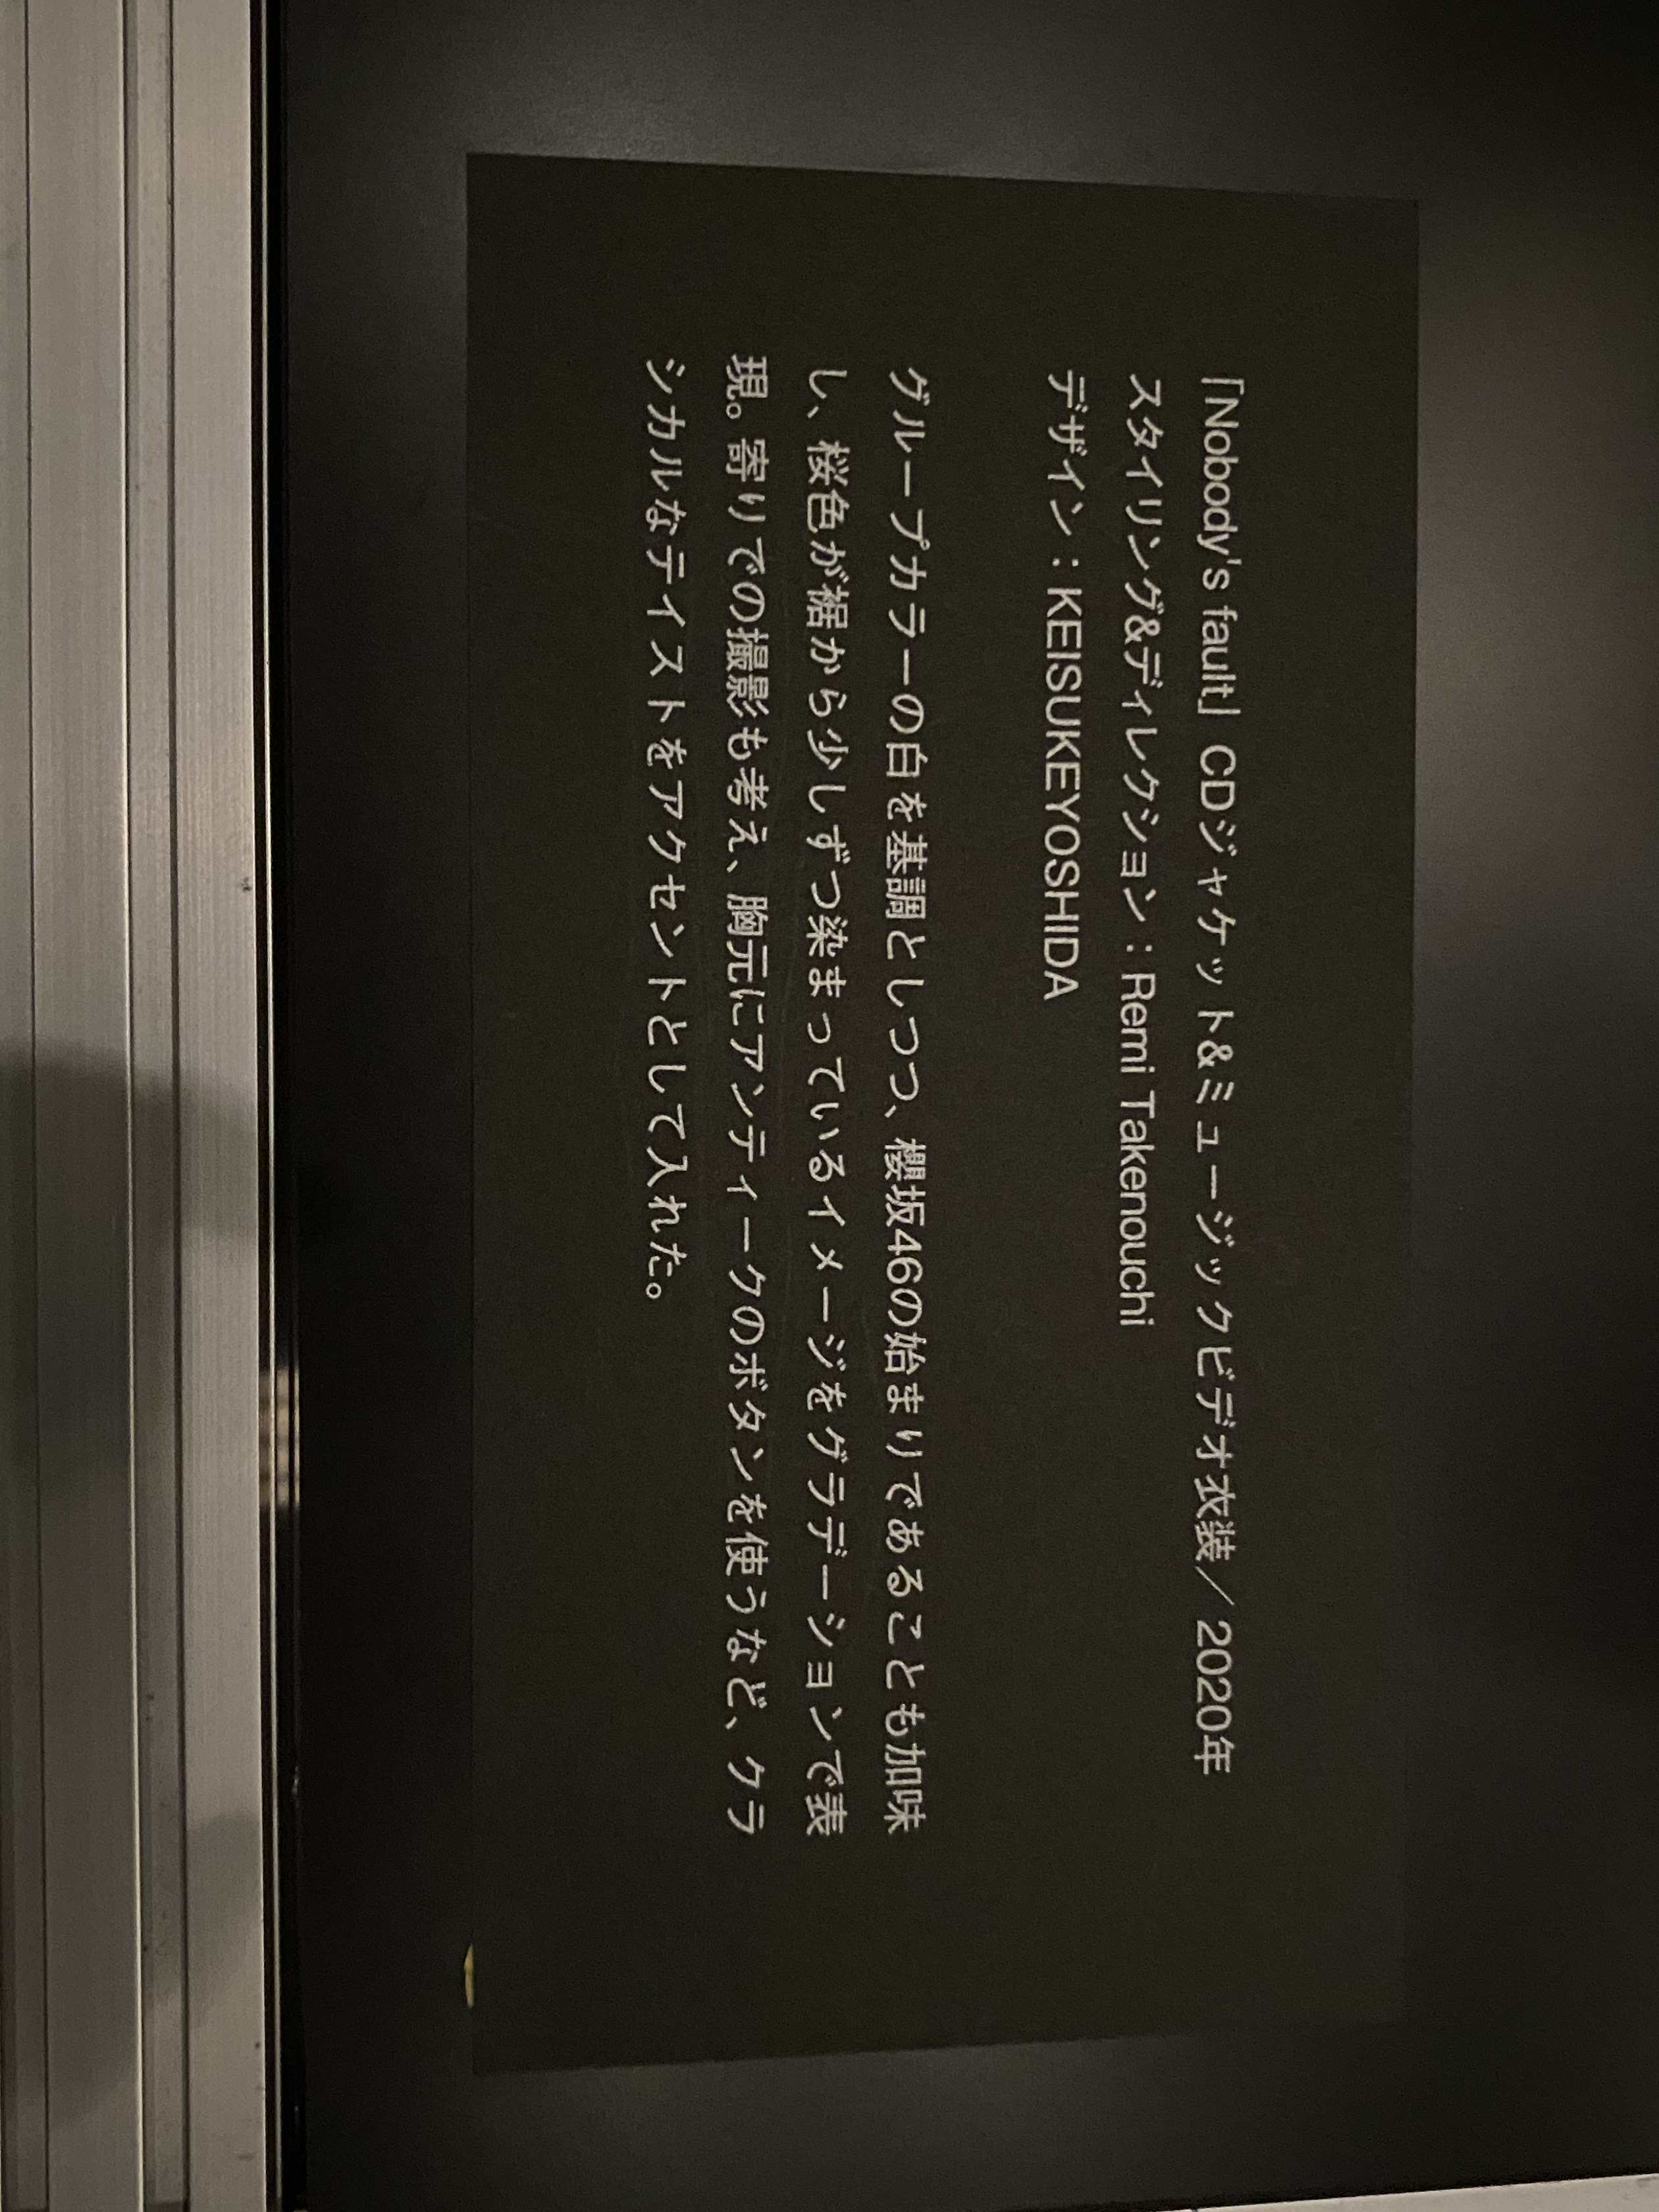 「Nobody's fault」CDジャケット&ミュージックビデオ衣装／2020年
スタイリング&ディレクション：Remi Takenouchi
デザイン：KEISUKEYOSHIDA
グループカラーの白を基調としつつ、櫻坂46の始まりであることも加味
し、桜色が裾から少しずつ染まっているイメージをグラデーションで表
現。寄りでの撮影も考え、胸元にアンティークのボタンを使うなど、クラ
シカルなテイストをアクセントとして入れた。